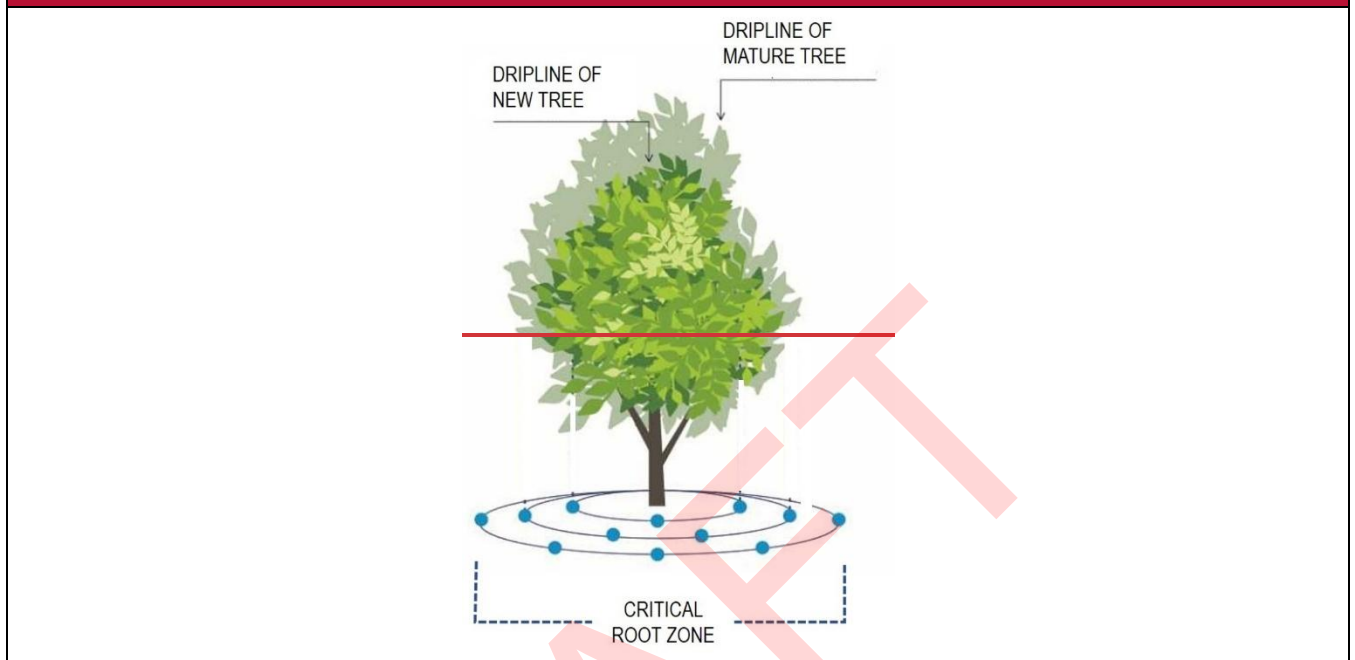 DRIPLINE OF
MATURE TREE
DRIPLINE OF
NEW TREE
CRITICAL
ROOT ZONE